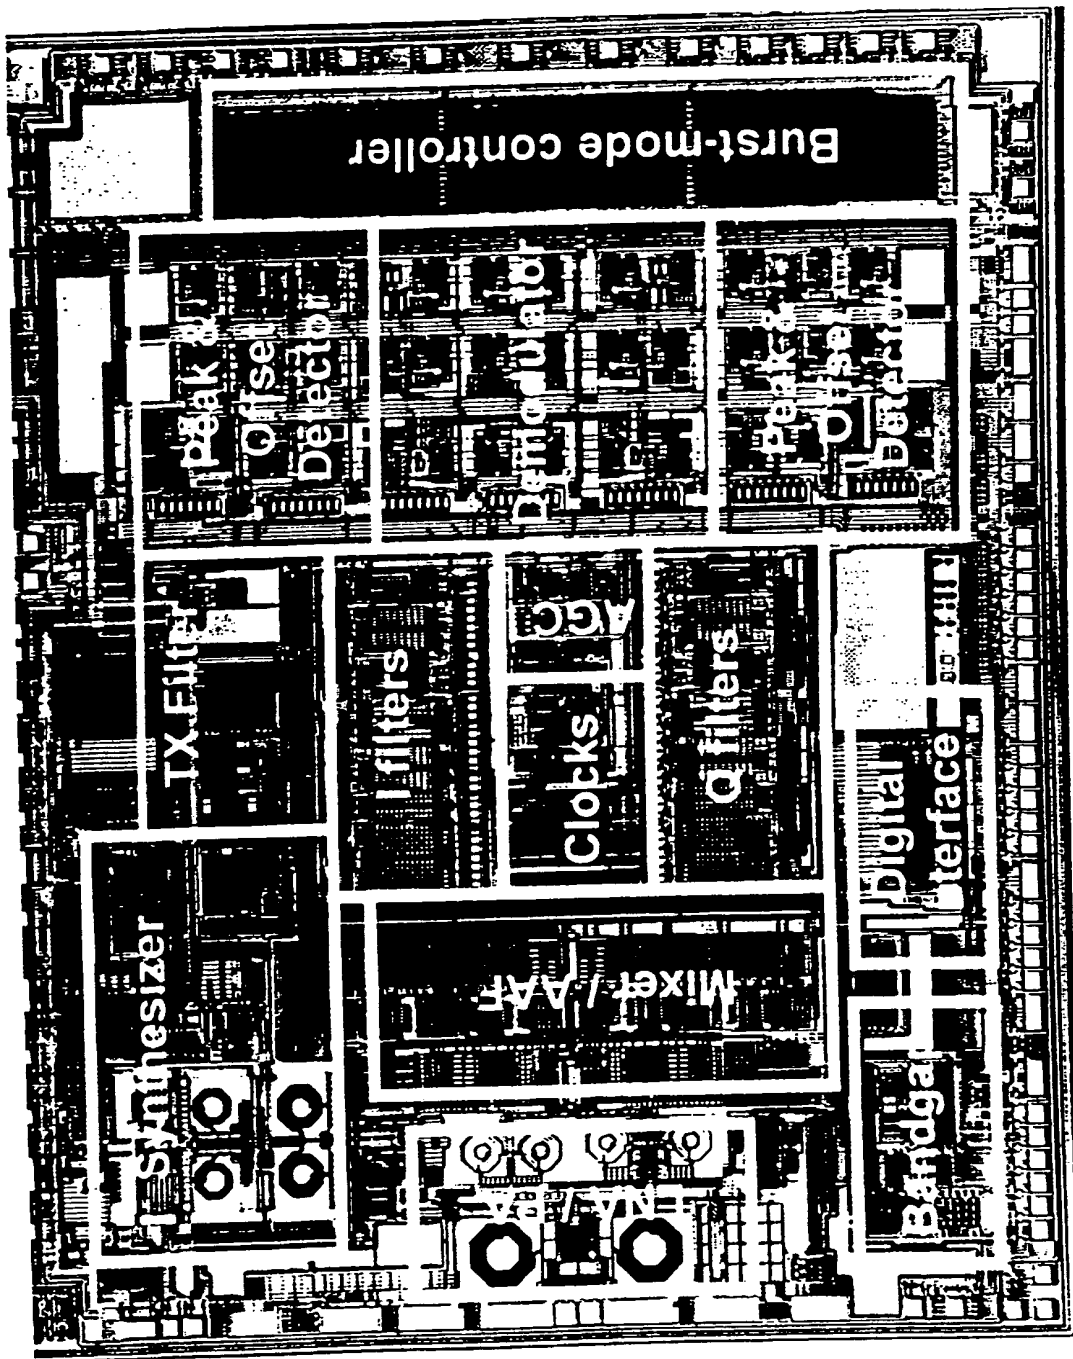 Burst-mode controller
Peak &
Offset
Detector
Demodulator
Peak &
Offset
Detector
TX Filter
I filters
AGC
Clocks
Q filters
Digital
Interface
Synthesizer
Mixer / AAF
Bandgap
LNA / PA